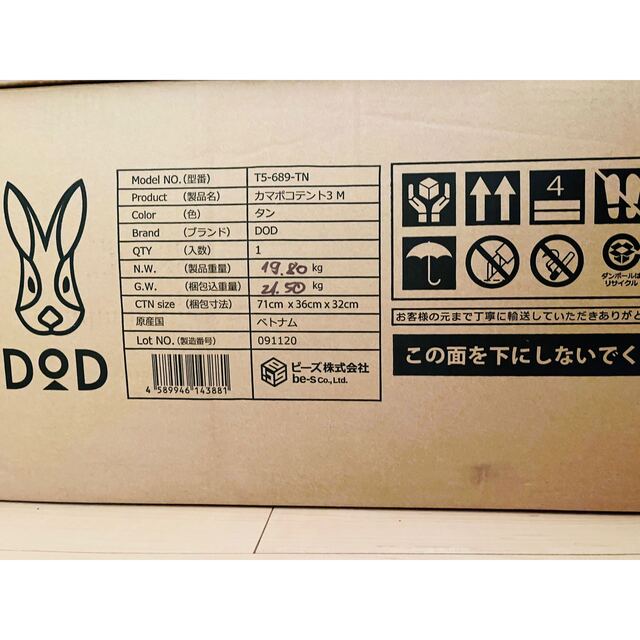 DOD
Model NO.(型番) T5-689-TN
Product (製品名) カマボコテント3 M
Color (色) タン
Brand (ブランド) DOD
QTY (入数) 1
N.W. (製品重量) 19.80 kg
G.W. (梱包込重量) 21.50 kg
CTN size (梱包寸法) 71cm x 36cm x 32cm
原産国 ベトナム
Lot NO. (製造番号) 091120
4 589946 143881
ビーズ株式会社
be-s Co., Ltd.
4
ダンボールは
リサイクル
お客様の元まで丁寧に輸送していただきありがと
この面を下にしないでく